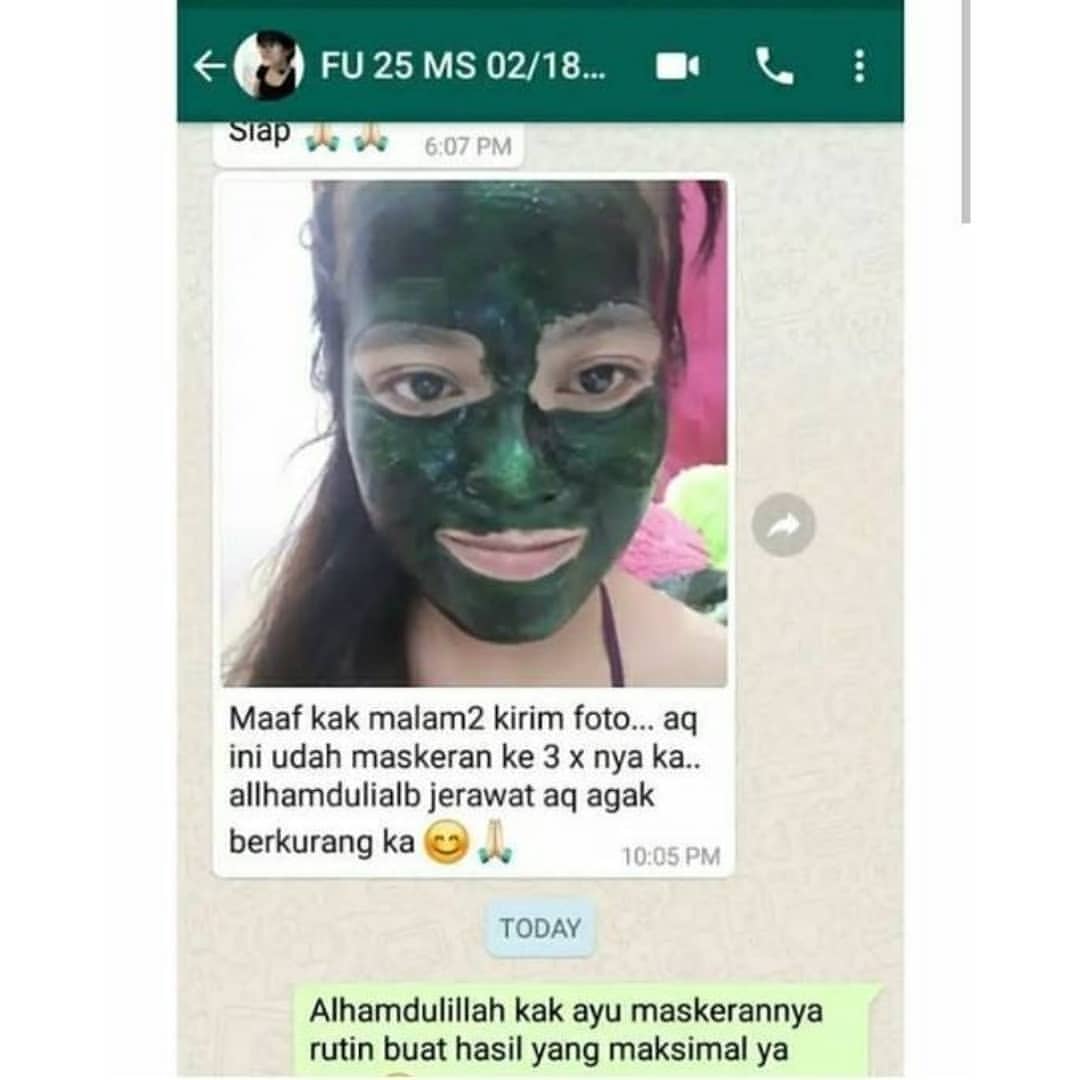 FU 25 MS 02/18...
Siap 🙏🏻 🙏🏻 6:07 PM
Maaf kak malam2 kirim foto... aq
ini udah maskeran ke 3 x nya ka..
allhamdulialb jerawat aq agak
berkurang ka 😊🙏🏻 10:05 PM
TODAY
Alhamdulillah kak ayu maskerannya
rutin buat hasil yang maksimal ya